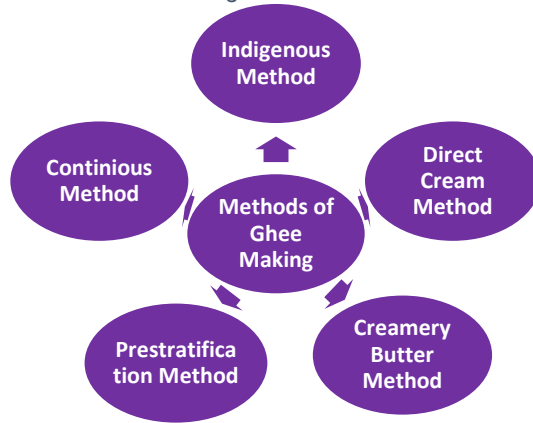 Indigenous
Method
Direct
Cream
Method
Creamery
Butter
Method
Prestratifica
tion Method
Continious
Method
Methods of
Ghee
Making